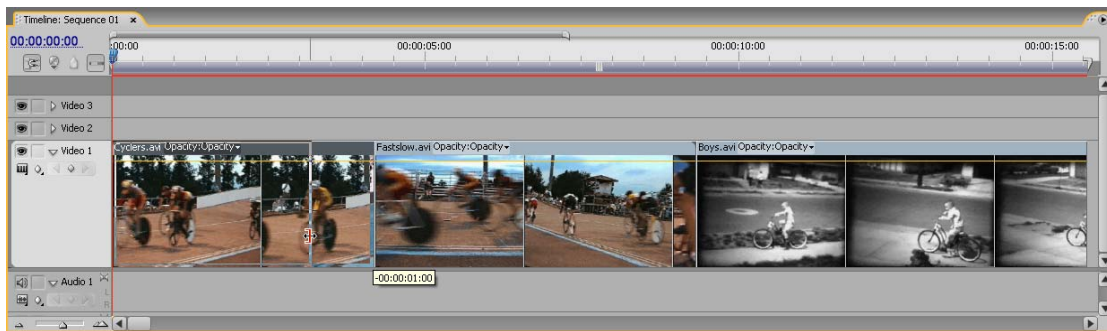 Timeline: Sequence 01 ×
00:00:00:00
:00:00 00:00:05:00 00:00:10:00 00:00:15:00
Video 3
Video 2
Video 1
Cyclers.avi Opacity:Opacity
Fastslow.avi Opacity:Opacity
Boys.avi Opacity:Opacity
-00:00:01:00
Audio 1
L
R